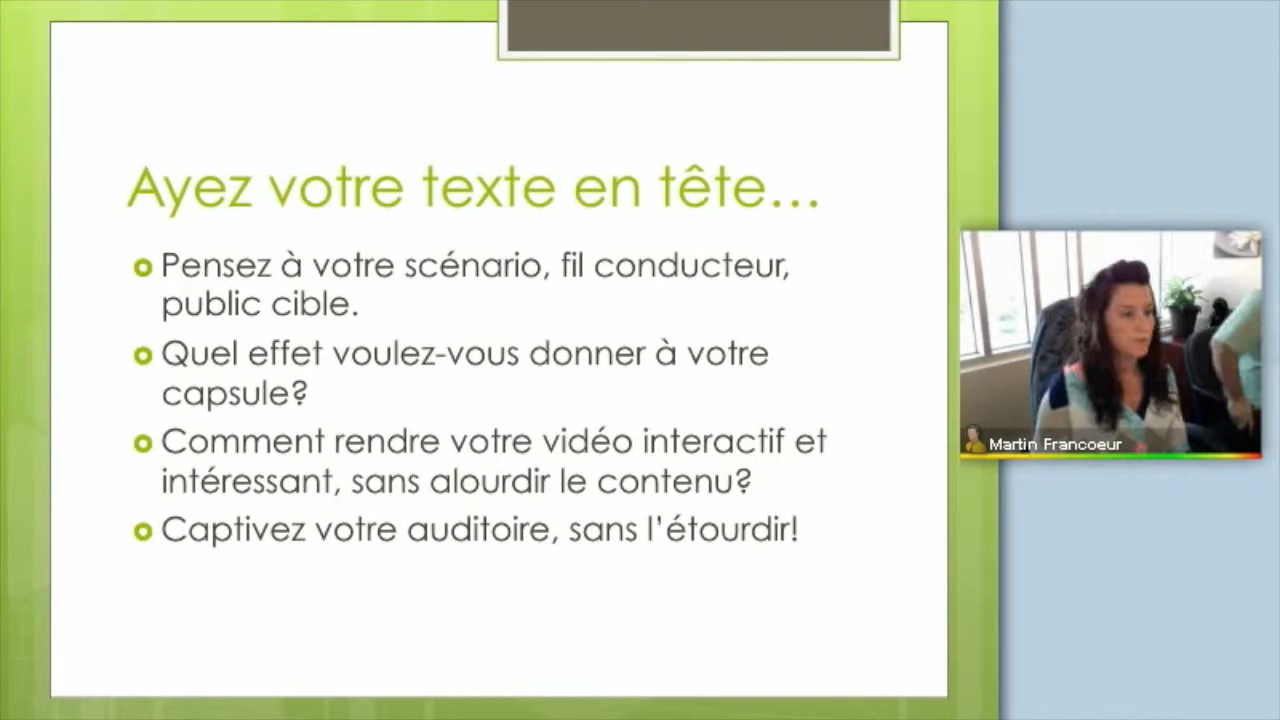 Ayez votre texte en tête…
Pensez à votre scénario, fil conducteur,
public cible.
Quel effet voulez-vous donner à votre
capsule?
Comment rendre votre vidéo interactif et
intéressant, sans alourdir le contenu?
Captivez votre auditoire, sans l’étourdir!
Martin Francoeur